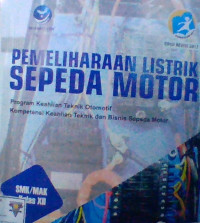 PEMELIHARAAN LISTRIK
SEPEDA MOTOR
Program Keahlian Teknik Otomotif
Kompetensi Keahlian Teknik dan Bisnis Sepeda Motor
SMK/MAK
Kelas XII